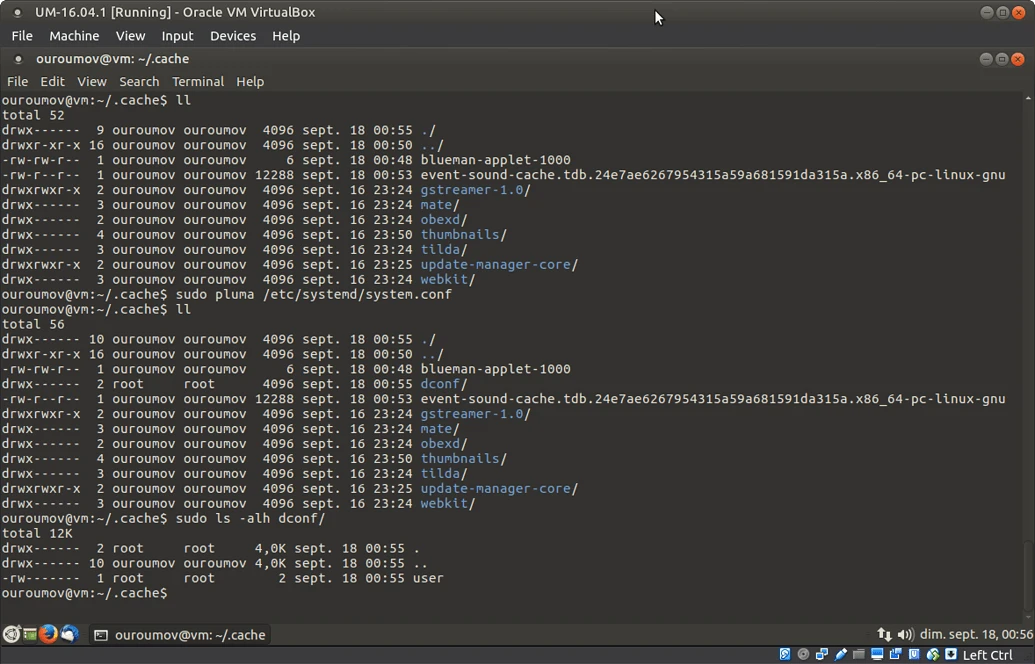 UM-16.04.1 [Running] - Oracle VM VirtualBox
File Machine View Input Devices Help
ouroumov@vm: ~/.cache
File Edit View Search Terminal Help
ouroumov@vm:~/.cache$ ll
total 52
drwx------  9 ouroumov ouroumov  4096 sept. 18 00:55 ./
drwxr-xr-x 16 ouroumov ouroumov  4096 sept. 18 00:50 ../
-rw-rw-r--  1 ouroumov ouroumov     6 sept. 18 00:48 blueman-applet-1000
-rw-r--r--  1 ouroumov ouroumov 12288 sept. 18 00:53 event-sound-cache.tdb.24e7ae6267954315a59a681591da315a.x86_64-pc-linux-gnu
drwxrwxr-x  2 ouroumov ouroumov  4096 sept. 16 23:24 gstreamer-1.0/
drwx------  3 ouroumov ouroumov  4096 sept. 16 23:24 mate/
drwx------  2 ouroumov ouroumov  4096 sept. 16 23:24 obexd/
drwx------  4 ouroumov ouroumov  4096 sept. 16 23:50 thumbnails/
drwx------  3 ouroumov ouroumov  4096 sept. 16 23:24 tilda/
drwxrwxr-x  2 ouroumov ouroumov  4096 sept. 16 23:25 update-manager-core/
drwx------  3 ouroumov ouroumov  4096 sept. 16 23:24 webkit/
ouroumov@vm:~/.cache$ sudo pluma /etc/systemd/system.conf
ouroumov@vm:~/.cache$ ll
total 56
drwx------ 10 ouroumov ouroumov  4096 sept. 18 00:55 ./
drwxr-xr-x 16 ouroumov ouroumov  4096 sept. 18 00:50 ../
-rw-rw-r--  1 ouroumov ouroumov     6 sept. 18 00:48 blueman-applet-1000
drwx------  2 root     root      4096 sept. 18 00:55 dconf/
-rw-r--r--  1 ouroumov ouroumov 12288 sept. 18 00:53 event-sound-cache.tdb.24e7ae6267954315a59a681591da315a.x86_64-pc-linux-gnu
drwxrwxr-x  2 ouroumov ouroumov  4096 sept. 16 23:24 gstreamer-1.0/
drwx------  3 ouroumov ouroumov  4096 sept. 16 23:24 mate/
drwx------  2 ouroumov ouroumov  4096 sept. 16 23:24 obexd/
drwx------  4 ouroumov ouroumov  4096 sept. 16 23:50 thumbnails/
drwx------  3 ouroumov ouroumov  4096 sept. 16 23:24 tilda/
drwxrwxr-x  2 ouroumov ouroumov  4096 sept. 16 23:25 update-manager-core/
drwx------  3 ouroumov ouroumov  4096 sept. 16 23:24 webkit/
ouroumov@vm:~/.cache$ sudo ls -alh dconf/
total 12K
drwx------  2 root     root     4,0K sept. 18 00:55 .
drwx------ 10 ouroumov ouroumov 4,0K sept. 18 00:55 ..
-rw-------  1 root     root        2 sept. 18 00:55 user
ouroumov@vm:~/.cache$
ouroumov@vm: ~/.cache dim. sept. 18, 00:56
Left Ctrl